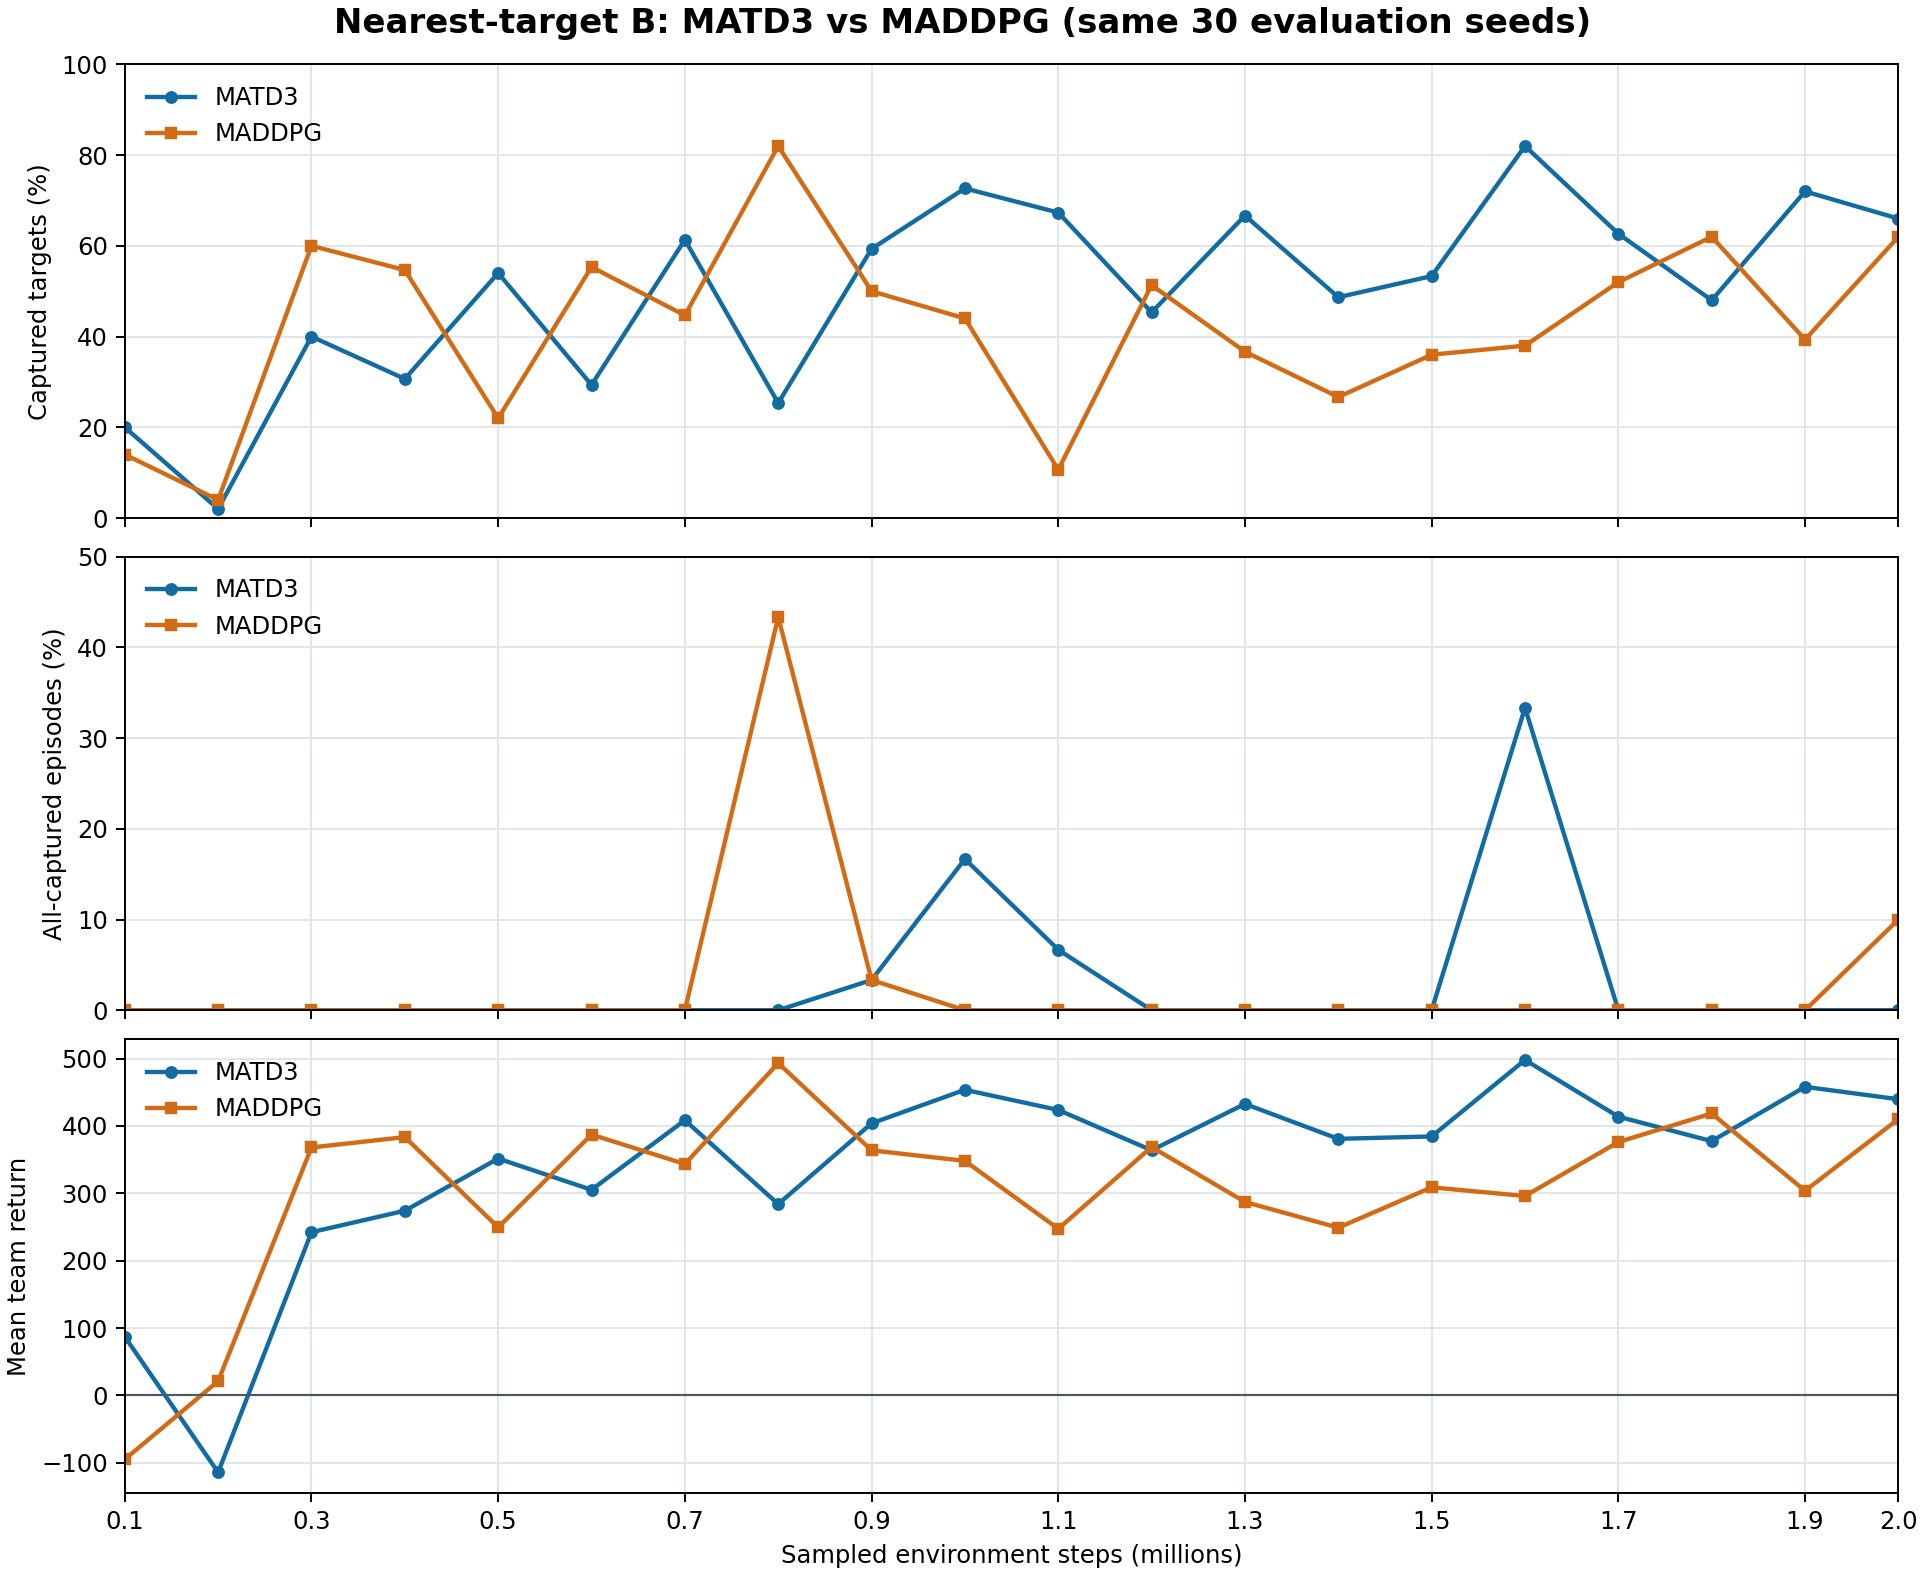 Nearest-target B: MATD3 vs MADDPG (same 30 evaluation seeds)
100
80
60
40
20
0
Captured targets (%)
MATD3
MADDPG
50
40
30
20
10
0
All-captured episodes (%)
MATD3
MADDPG
500
400
300
200
100
0
−100
Mean team return
MATD3
MADDPG
0.1 0.3 0.5 0.7 0.9 1.1 1.3 1.5 1.7 1.9 2.0
Sampled environment steps (millions)